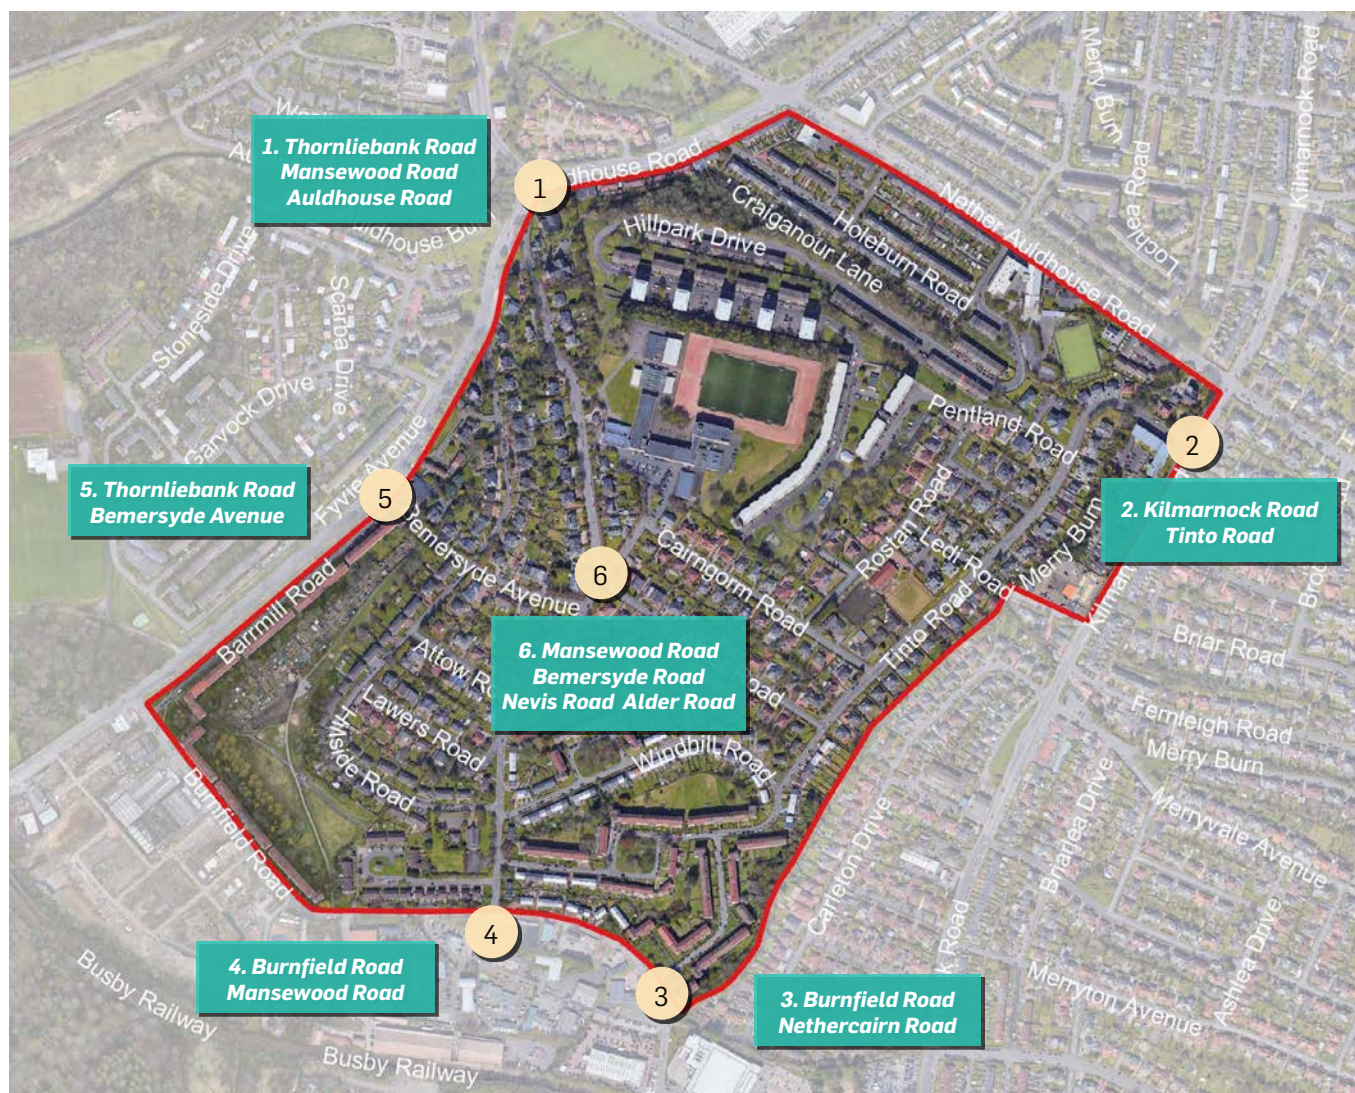 Merry Burn
Kilmarnock Road
1. Thornliebank Road
Mansewood Road
Auldhouse Road
1
Road
Lochlea Road
Nether Auldhouse Road
Craiganour Lane
Holeburn Road
Hillpark Drive
Stoneside Drive
Scarba Drive
Garvock Drive
Fyvie Avenue
Pentland Road
2
5. Thornliebank Road
Bemersyde Avenue
5
2. Kilmarnock Road
Tinto Road
Merry Burn
Rostan Road
Ledi Road
Cairngorm Road
Bemersyde Avenue
6
Barrmill Road
Tinto Road
Briar Road
6. Mansewood Road
Bemersyde Road
Nevis Road Alder Road
Attow
Lawers Road
Hillside Road
Windhill Road
Fernleigh Road
Merry Burn
Merryvale Avenue
Briarlea Drive
Carleton Drive
Burnfield Road
4
4. Burnfield Road
Mansewood Road
3
3. Burnfield Road
Nethercairn Road
Road
Merryton Avenue
Ashlea Drive
Busby Railway
Busby Railway